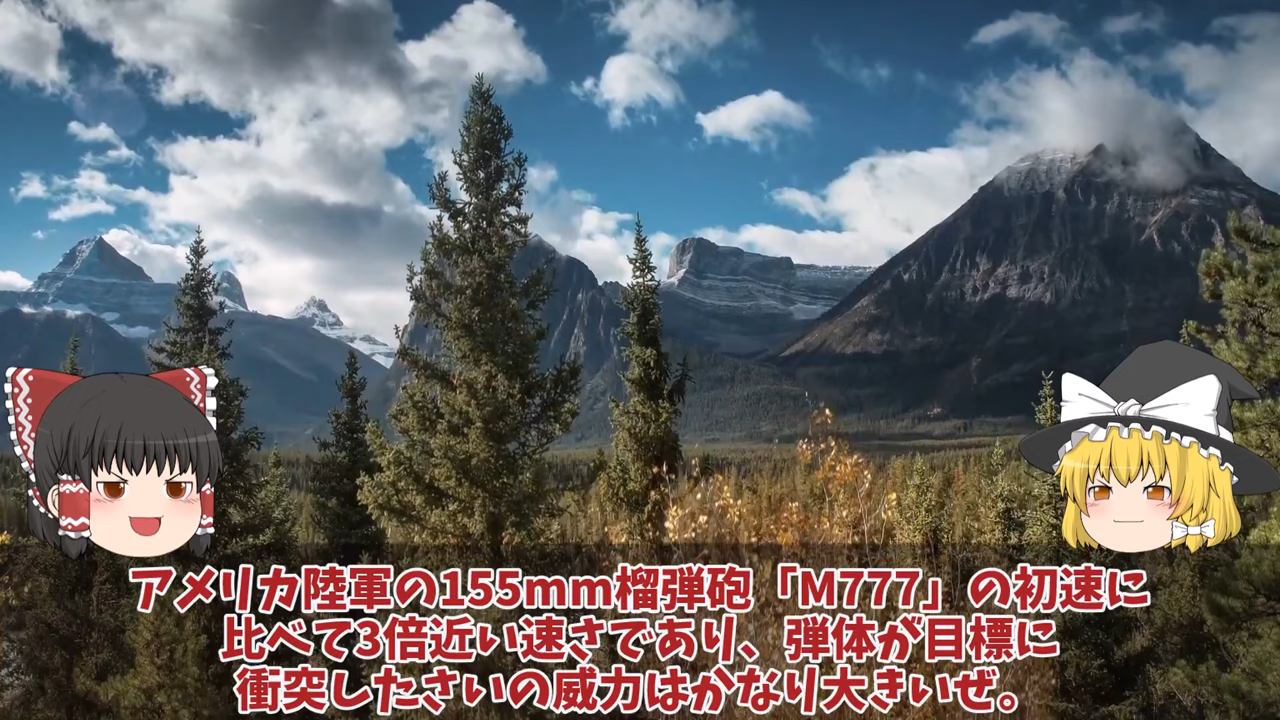 アメリカ陸軍の155mm榴弾砲「M777」の初速に
比べて3倍近い速さであり、弾体が目標に
衝突したさいの威力はかなり大きいぜ。